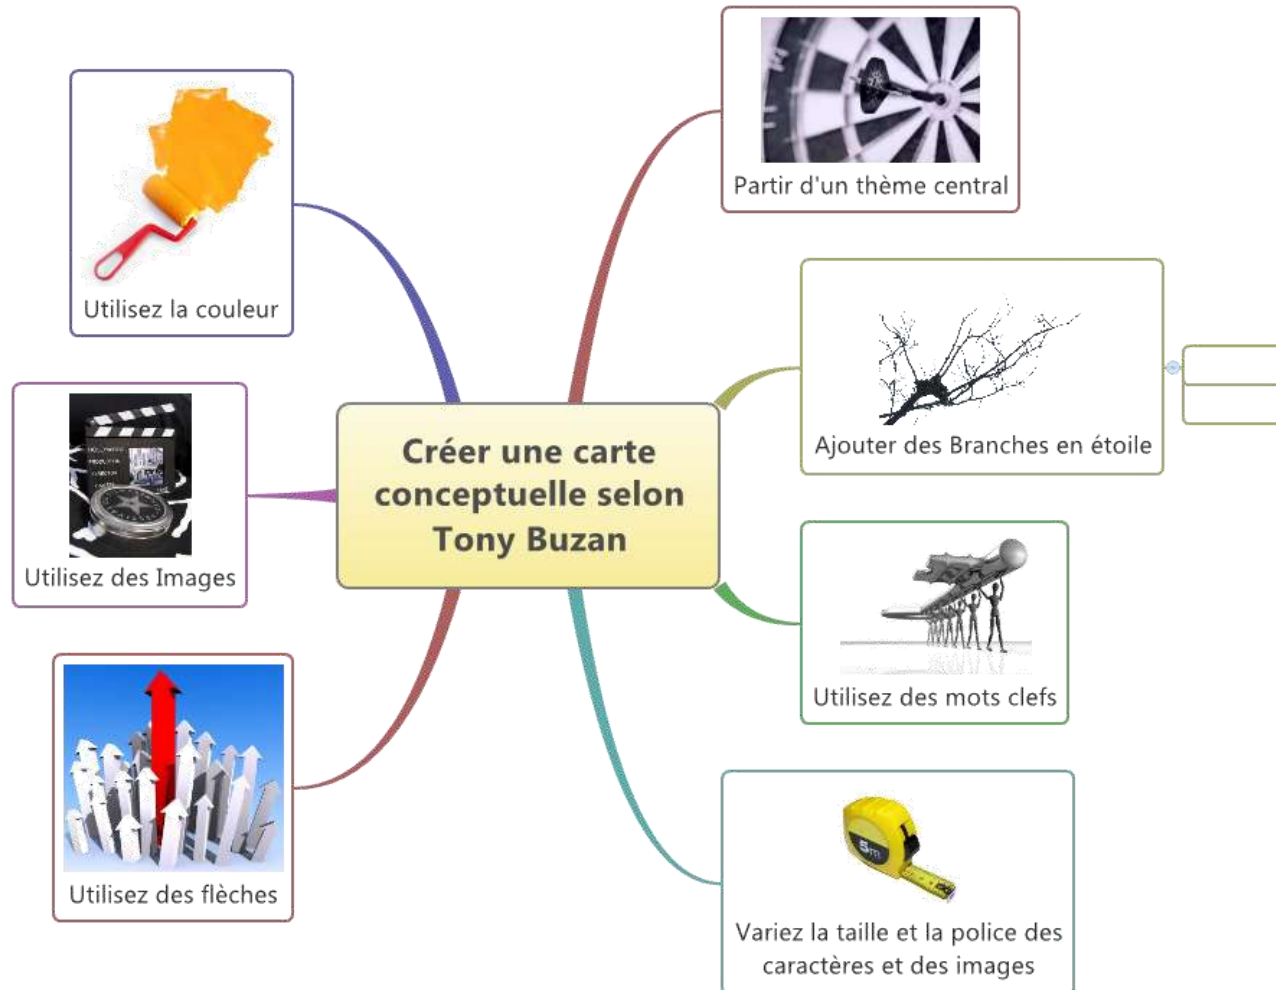 Créer une carte
conceptuelle selon
Tony Buzan
Partir d'un thème central
Ajouter des Branches en étoile
Utilisez des mots clefs
5m
Variez la taille et la police des
caractères et des images
Utilisez des flèches
Utilisez des Images
Utilisez la couleur